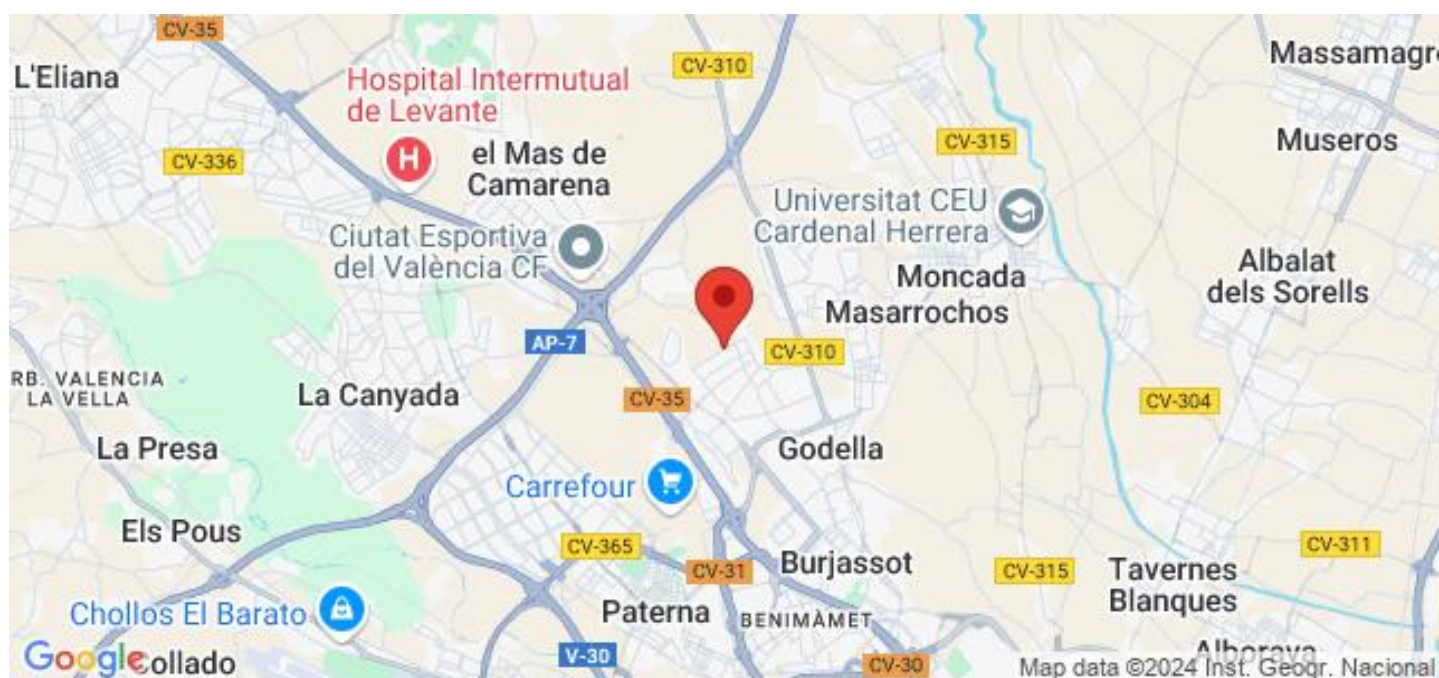 CV-35
L'Eliana
Hospital Intermutual
de Levante
CV-310
Massamagr
CV-336
el Mas de
Camarena
CV-315
Museros
Universitat CEU
Cardenal Herrera
Ciutat Esportiva
del València CF
Moncada
Albalat
dels Sorells
Masarrochos
AP-7
CV-310
RB. VALENCIA
LA VELLA
La Canyada
CV-35
CV-304
La Presa
Godella
Carrefour
Els Pous
CV-365
CV-311
Burjassot
CV-31
CV-315
Tavernes
Blanques
Chollos El Barato
Paterna
BENIMÀMET
Google
Collado
V-30
CV-30
Alboraya
Map data ©2024 Inst. Geogr. Nacional